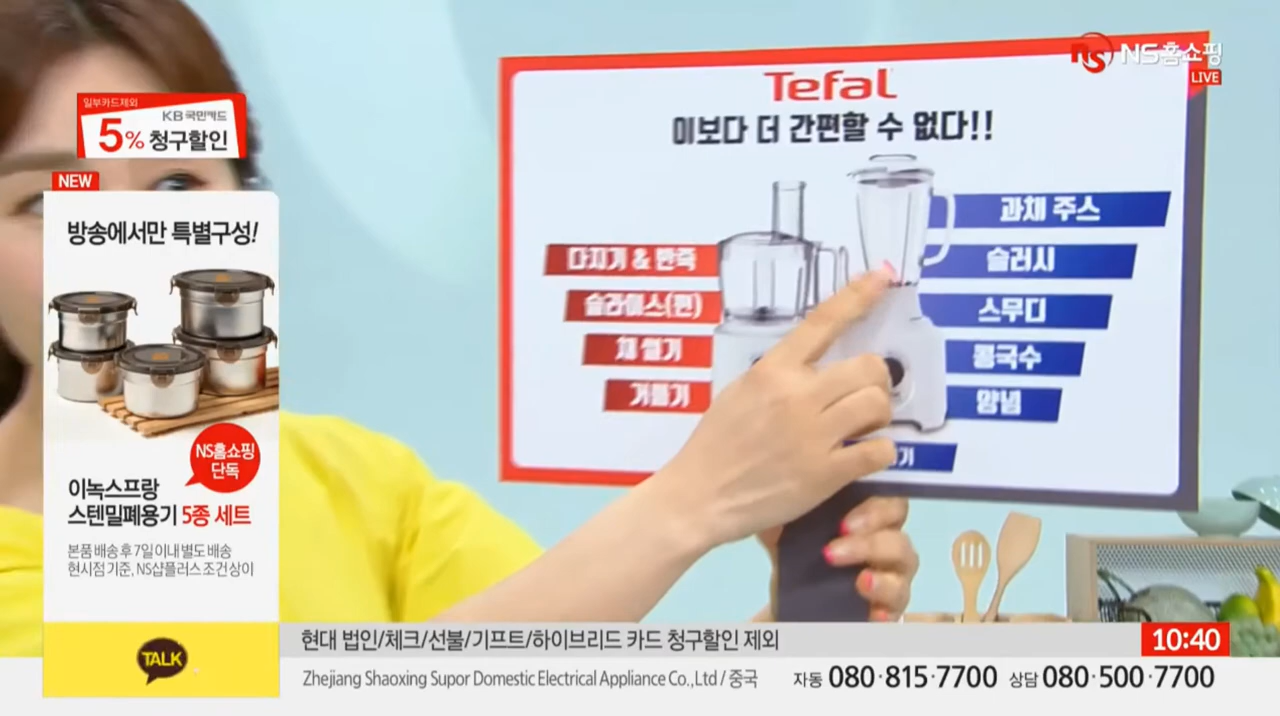 일부카드제외
KB국민카드
5% 청구할인
NEW
방송에서만 특별구성!
NS홈쇼핑
단독
이녹스프랑
스텐밀폐용기 5종 세트
본품 배송 후 7일 이내 별도 배송
현시점 기준, NS샵플러스 조건 상이
TALK
NS NS홈쇼핑
LIVE
Tefal
이보다 더 간편할 수 없다!!
다지기 & 반죽
슬라이스(편)
채 썰기
거품기
과채 주스
슬러시
스무디
콩국수
양념
현대 법인/체크/선불/기프트/하이브리드 카드 청구할인 제외
10:40
Zhejiang Shaoxing Supor Domestic Electrical Appliance Co.,Ltd / 중국
자동 080·815·7700 상담 080·500·7700